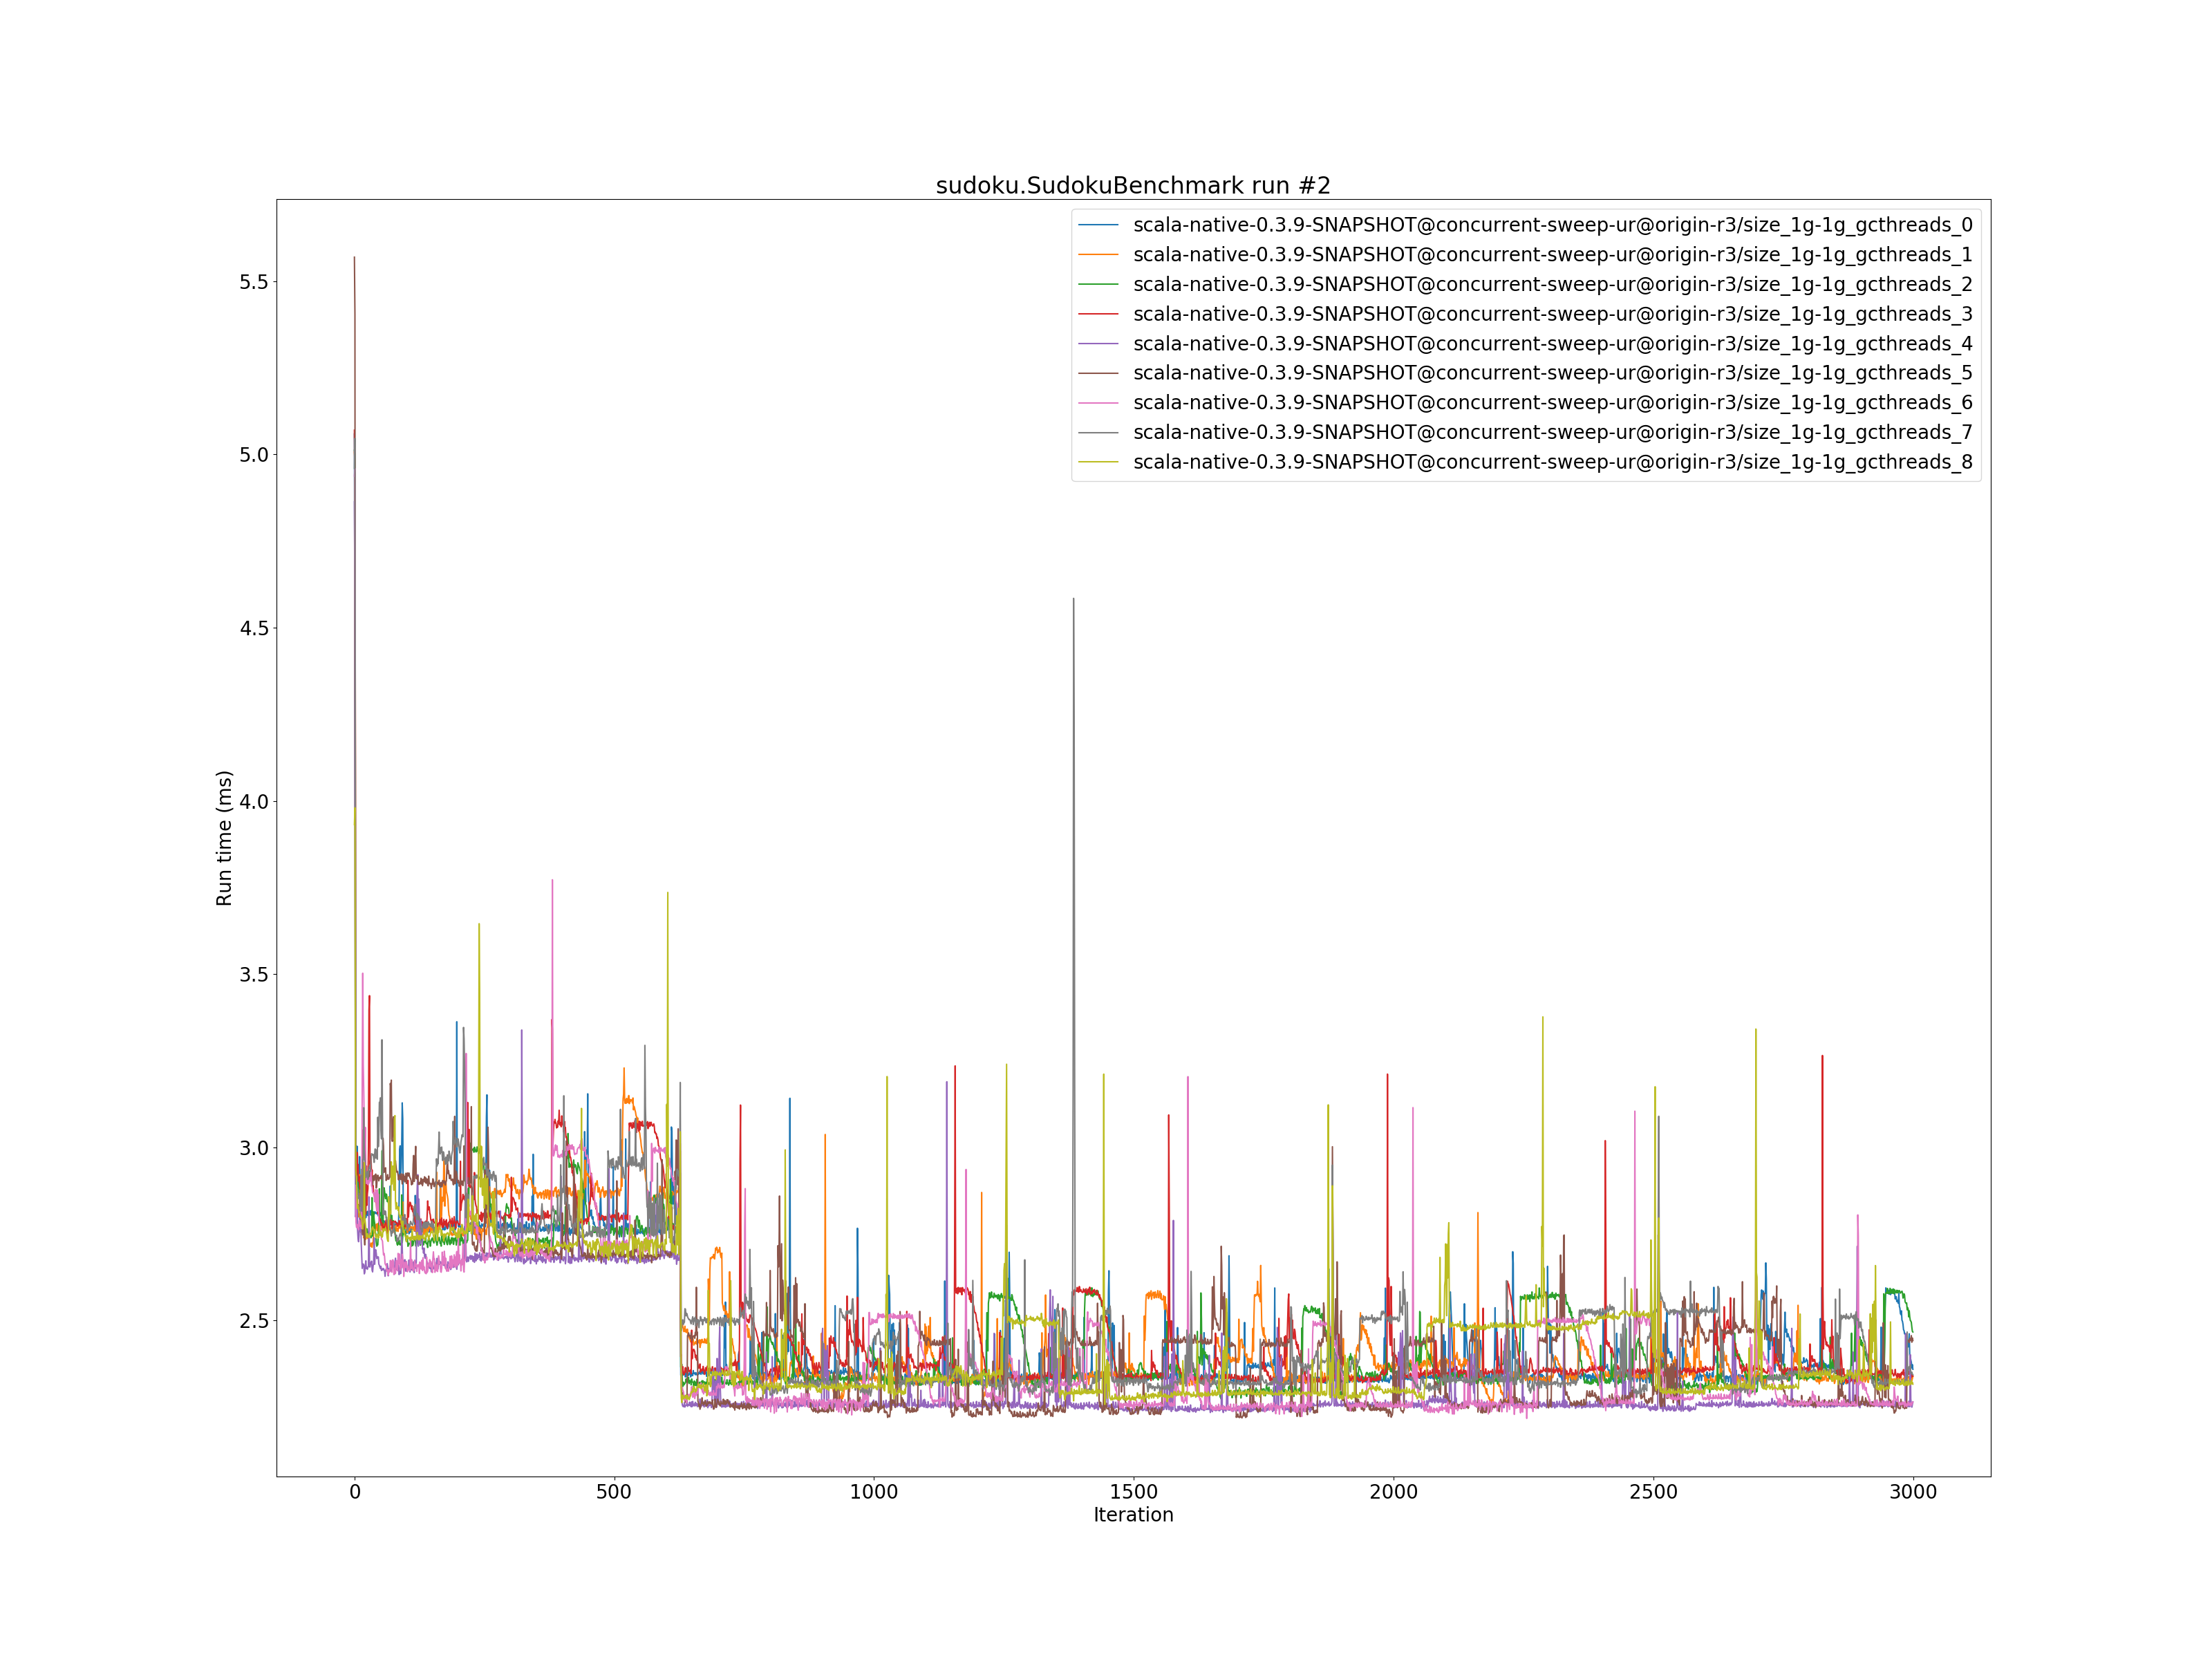 sudoku.SudokuBenchmark run #2
scala-native-0.3.9-SNAPSHOT@concurrent-sweep-ur@origin-r3/size_1g-1g_gcthreads_0
scala-native-0.3.9-SNAPSHOT@concurrent-sweep-ur@origin-r3/size_1g-1g_gcthreads_1
scala-native-0.3.9-SNAPSHOT@concurrent-sweep-ur@origin-r3/size_1g-1g_gcthreads_2
scala-native-0.3.9-SNAPSHOT@concurrent-sweep-ur@origin-r3/size_1g-1g_gcthreads_3
scala-native-0.3.9-SNAPSHOT@concurrent-sweep-ur@origin-r3/size_1g-1g_gcthreads_4
scala-native-0.3.9-SNAPSHOT@concurrent-sweep-ur@origin-r3/size_1g-1g_gcthreads_5
scala-native-0.3.9-SNAPSHOT@concurrent-sweep-ur@origin-r3/size_1g-1g_gcthreads_6
scala-native-0.3.9-SNAPSHOT@concurrent-sweep-ur@origin-r3/size_1g-1g_gcthreads_7
scala-native-0.3.9-SNAPSHOT@concurrent-sweep-ur@origin-r3/size_1g-1g_gcthreads_8
5.5
5.0
4.5
4.0
3.5
3.0
2.5
Run time (ms)
0 500 1000 1500 2000 2500 3000
Iteration